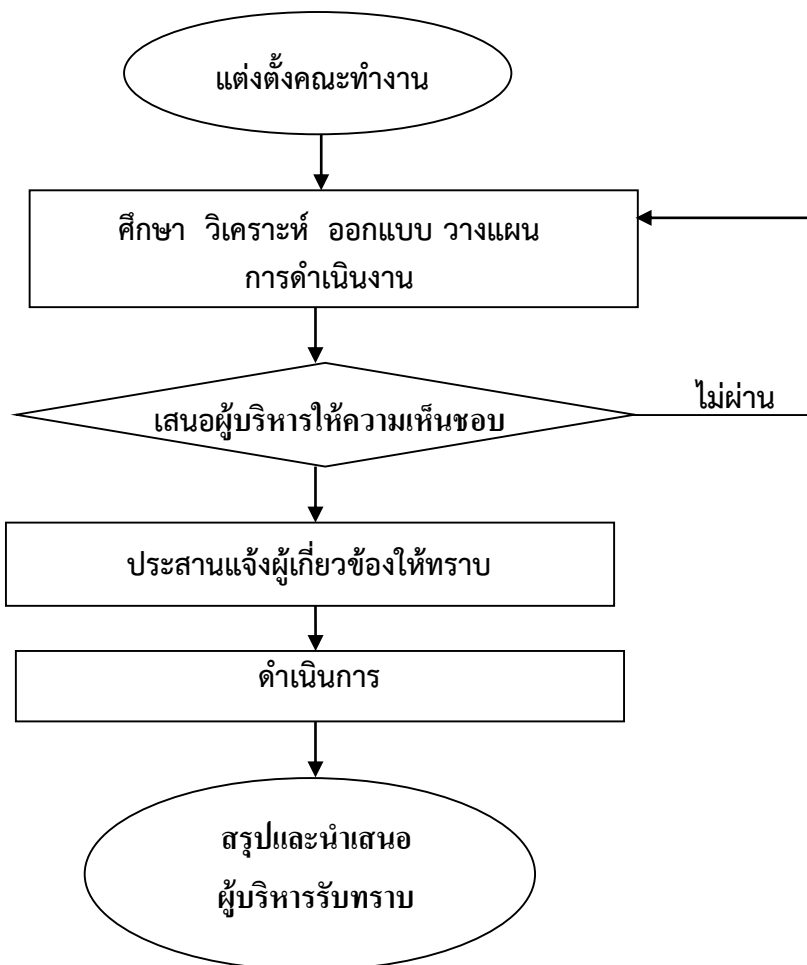 แต่งตั้งคณะทำงาน
ศึกษา วิเคราะห์ ออกแบบ วางแผน
การดำเนินงาน
เสนอผู้บริหารให้ความเห็นชอบ
ไม่ผ่าน
ประสานแจ้งผู้เกี่ยวข้องให้ทราบ
ดำเนินการ
สรุปและนำเสนอ
ผู้บริหารรับทราบ